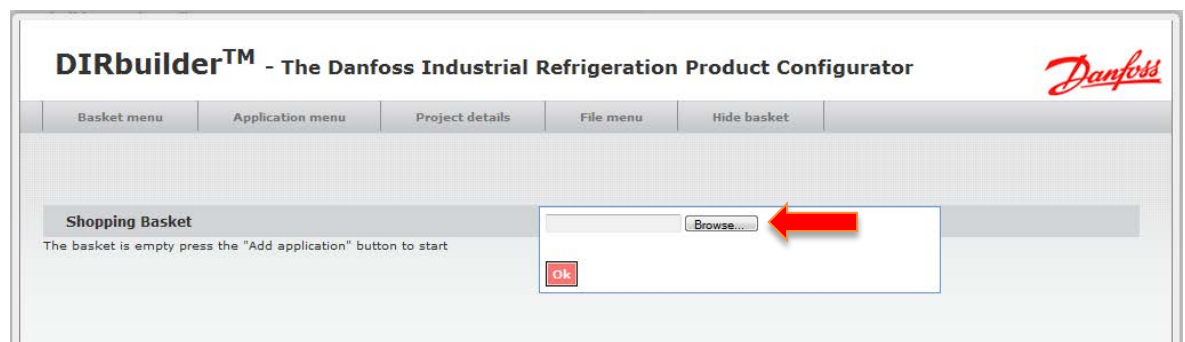 DIRbuilder™ - The Danfoss Industrial Refrigeration Product Configurator
Danfoss
Basket menu Application menu Project details File menu Hide basket
Shopping Basket
Browse...
The basket is empty press the "Add application" button to start
Ok